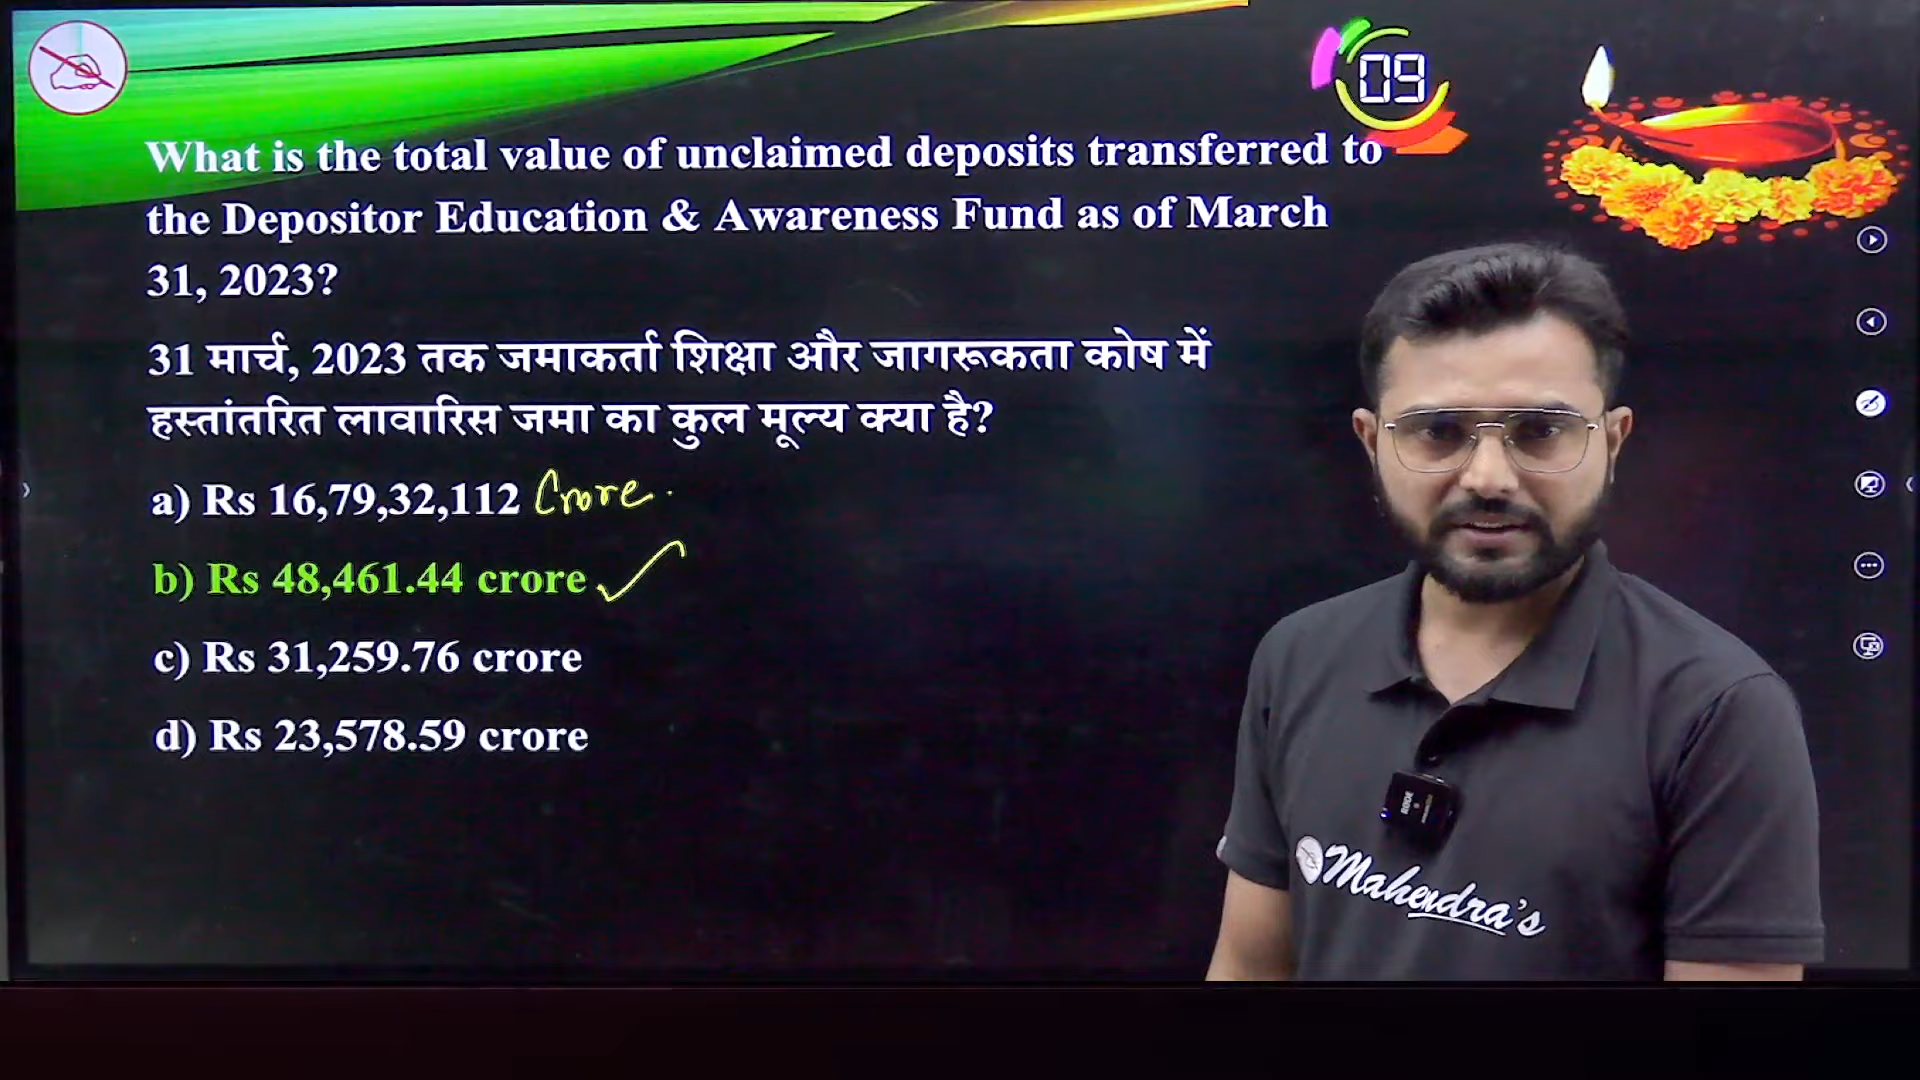 09
What is the total value of unclaimed deposits transferred to
the Depositor Education & Awareness Fund as of March
31, 2023?
31 मार्च, 2023 तक जमाकर्ता शिक्षा और जागरूकता कोष में
हस्तांतरित लावारिस जमा का कुल मूल्य क्या है?
a) Rs 16,79,32,112 Crore.
b) Rs 48,461.44 crore
c) Rs 31,259.76 crore
d) Rs 23,578.59 crore
RODE
Mahendra's